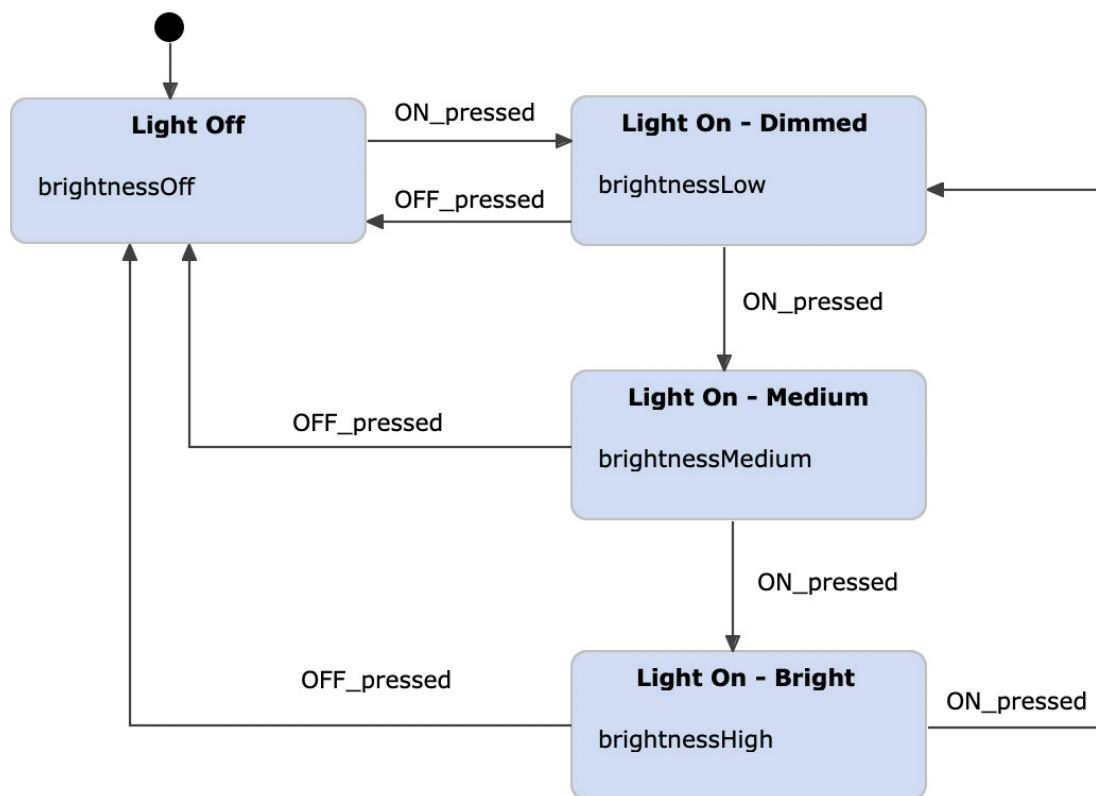 Light Off
brightnessOff
ON_pressed
OFF_pressed
Light On - Dimmed
brightnessLow
ON_pressed
Light On - Medium
brightnessMedium
OFF_pressed
ON_pressed
Light On - Bright
brightnessHigh
OFF_pressed
ON_pressed